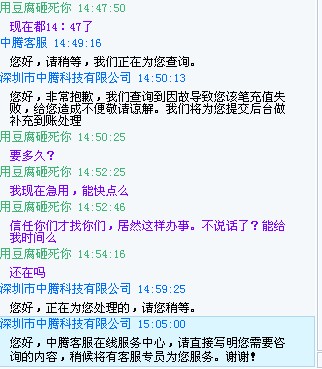 用豆腐砸死你 14:47:50
现在都14：47了
中腾客服 14:49:16
您好，请稍等，我们正在为您查询。
深圳市中腾科技有限公司 14:50:13
您好，非常抱歉，我们查询到因故导致您该笔充值失
败，给您造成不便敬请谅解。我们将为您提交后台做
补充到账处理
用豆腐砸死你 14:50:25
要多久？
用豆腐砸死你 14:52:25
我现在急用，能快点么
用豆腐砸死你 14:52:46
信任你们才找你们，居然这样办事。不说话了？能给
我时间么
用豆腐砸死你 14:54:16
还在吗
深圳市中腾科技有限公司 14:59:25
您好，正在为您处理的，请您稍等。
深圳市中腾科技有限公司 15:05:00
您好，中腾客服在线服务中心，请直接写明您需要咨
询的内容，稍候将有客服专员为您服务。谢谢！